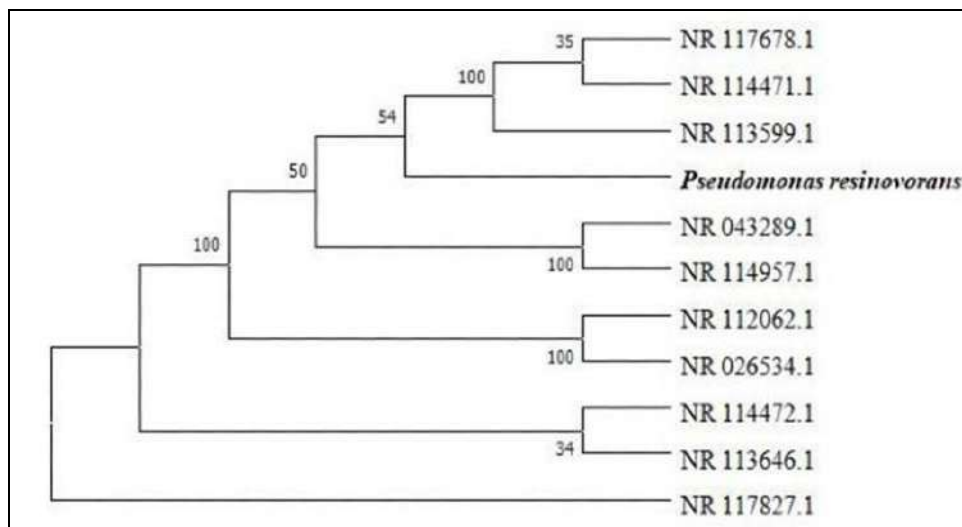 35
NR 117678.1
100
NR 114471.1
54
NR 113599.1
50
Pseudomonas resinovorans
100
NR 043289.1
100
NR 114957.1
NR 112062.1
100
NR 026534.1
NR 114472.1
34
NR 113646.1
NR 117827.1